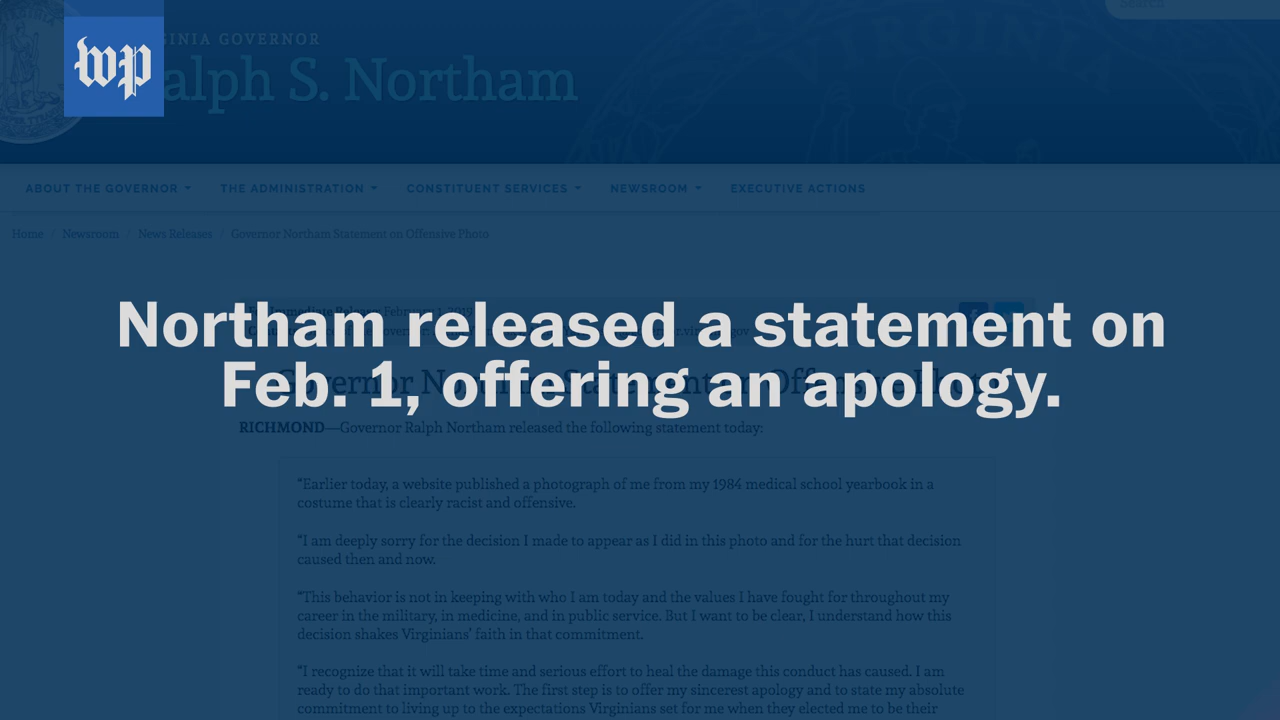 Search
VIRGINIA
wp
INIA GOVERNOR
alph S. Northam
ABOUT THE GOVERNOR THE ADMINISTRATION CONSTITUENT SERVICES NEWSROOM EXECUTIVE ACTIONS
Home / Newsroom / News Releases / Governor Northam Statement on Offensive Photo
Northam released a statement on
Feb. 1, offering an apology.
RICHMOND—Governor Ralph Northam released the following statement today:
“Earlier today, a website published a photograph of me from my 1984 medical school yearbook in a
costume that is clearly racist and offensive.
“I am deeply sorry for the decision I made to appear as I did in this photo and for the hurt that decision
caused then and now.
“This behavior is not in keeping with who I am today and the values I have fought for throughout my
career in the military, in medicine, and in public service. But I want to be clear, I understand how this
decision shakes Virginians’ faith in that commitment.
“I recognize that it will take time and serious effort to heal the damage this conduct has caused. I am
ready to do that important work. The first step is to offer my sincerest apology and to state my absolute
commitment to living up to the expectations Virginians set for me when they elected me to be their